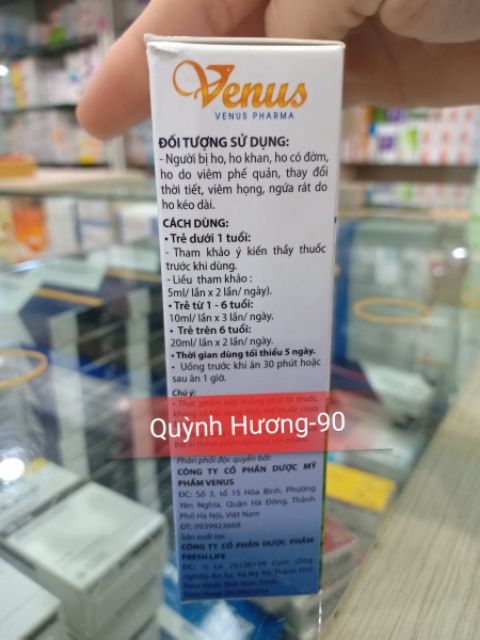 Venus
VENUS PHARMA
ĐỐI TƯỢNG SỬ DỤNG:
- Người bị ho, ho khan, ho có đờm,
ho do viêm phế quản, thay đổi
thời tiết, viêm họng, ngứa rát do
ho kéo dài.
CÁCH DÙNG:
• Trẻ dưới 1 tuổi:
- Tham khảo ý kiến thầy thuốc
trước khi dùng.
- Liều tham khảo :
5ml/ lần x 2 lần/ ngày).
• Trẻ từ 1 - 6 tuổi:
10ml/ lần x 3 lần/ ngày.
• Trẻ trên 6 tuổi:
20ml/ lần x 2 lần/ ngày.
• Thời gian dùng tối thiểu 5 ngày.
• Uống trước khi ăn 30 phút hoặc
sau ăn 1 giờ.
Chú ý:
• Thực phẩm này không phải là thuốc,
Quỳnh Hương-90
Phân phối độc quyền bởi:
CÔNG TY CỔ PHẦN DƯỢC MỸ
PHẨM VENUS
ĐC: Số 3, tổ 15 Hòa Bình, Phường
Yên Nghĩa, Quận Hà Đông, Thành
Phố Hà Nội, Việt Nam
ĐT: 0939923668
Sản xuất tại:
CÔNG TY CỔ PHẦN DƯỢC PHẨM
FRESH LIFE